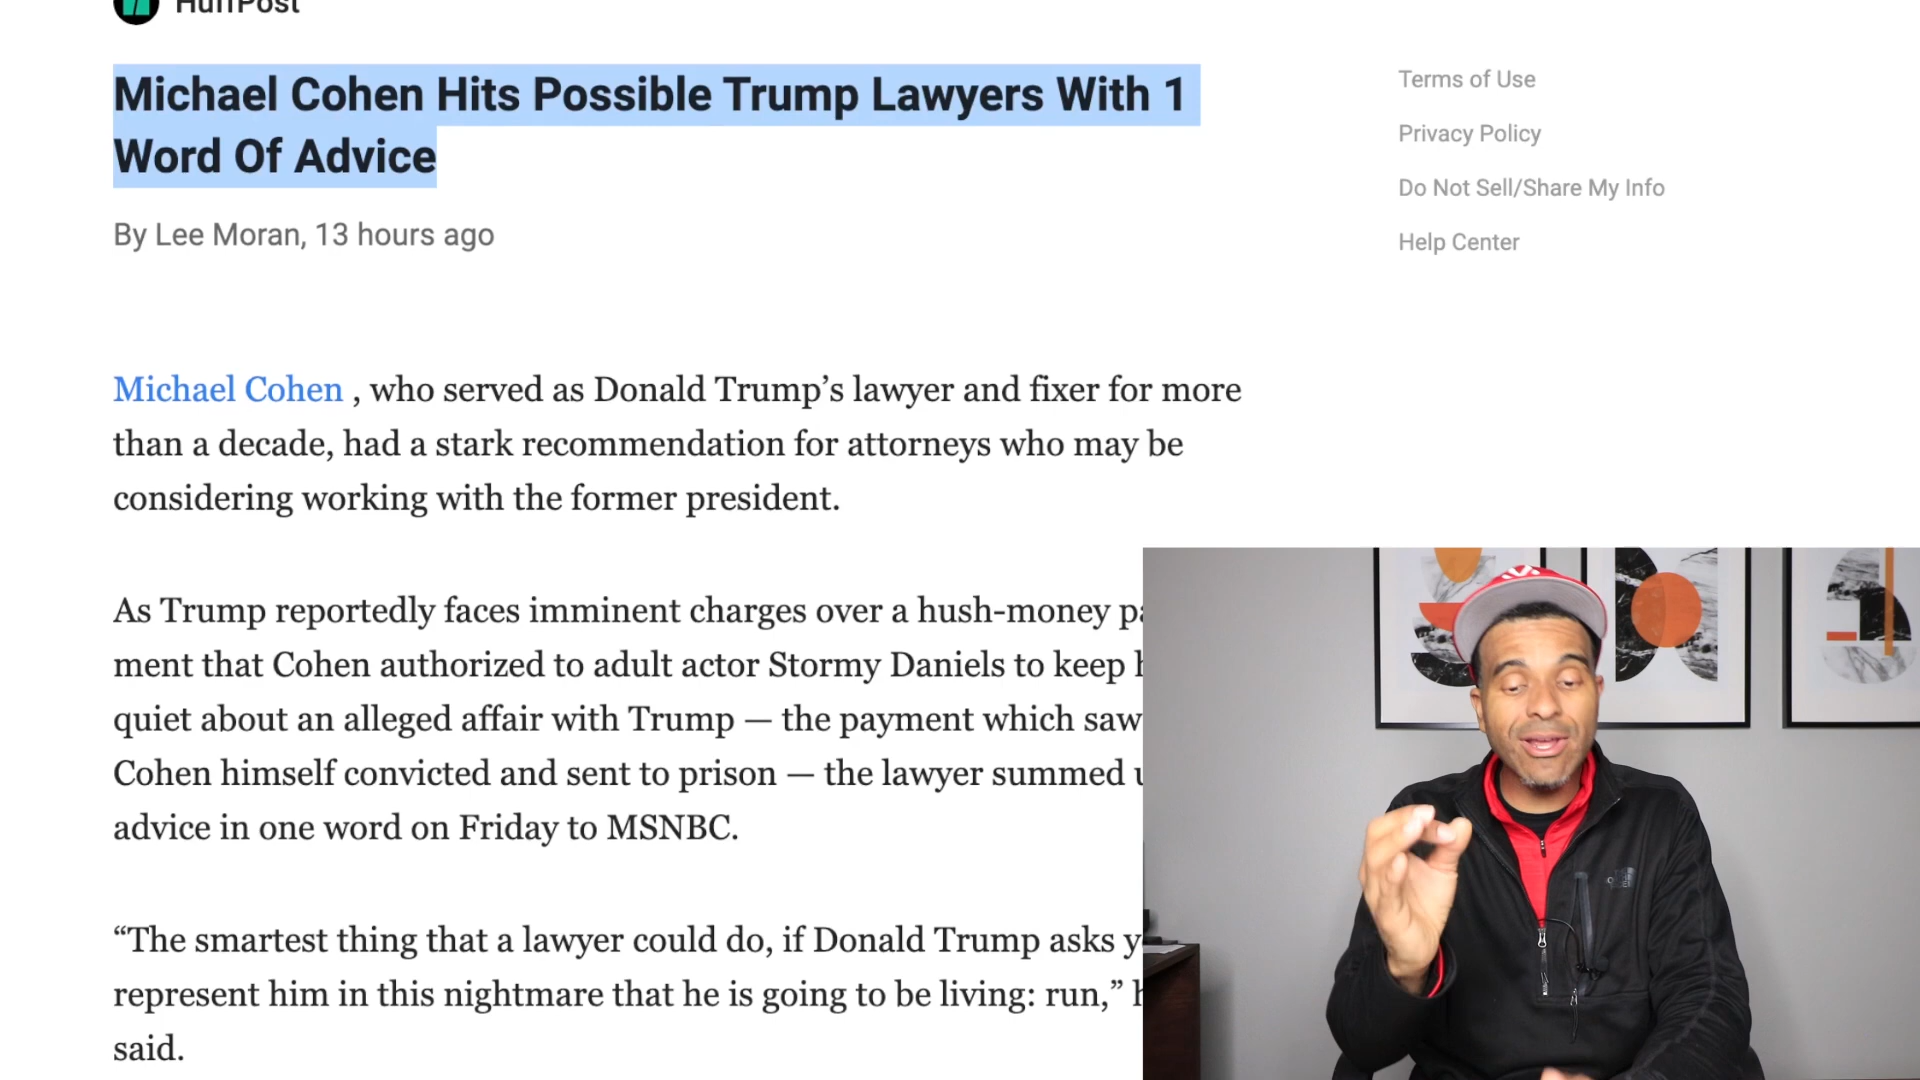 HuffPost
Michael Cohen Hits Possible Trump Lawyers With 1
Word Of Advice
By Lee Moran, 13 hours ago
Terms of Use
Privacy Policy
Do Not Sell/Share My Info
Help Center
Michael Cohen , who served as Donald Trump’s lawyer and fixer for more
than a decade, had a stark recommendation for attorneys who may be
considering working with the former president.
As Trump reportedly faces imminent charges over a hush-money
ment that Cohen authorized to adult actor Stormy Daniels to keep
quiet about an alleged affair with Trump — the payment which saw
Cohen himself convicted and sent to prison — the lawyer summed
advice in one word on Friday to MSNBC.
“The smartest thing that a lawyer could do, if Donald Trump asks
represent him in this nightmare that he is going to be living: run,”
said.